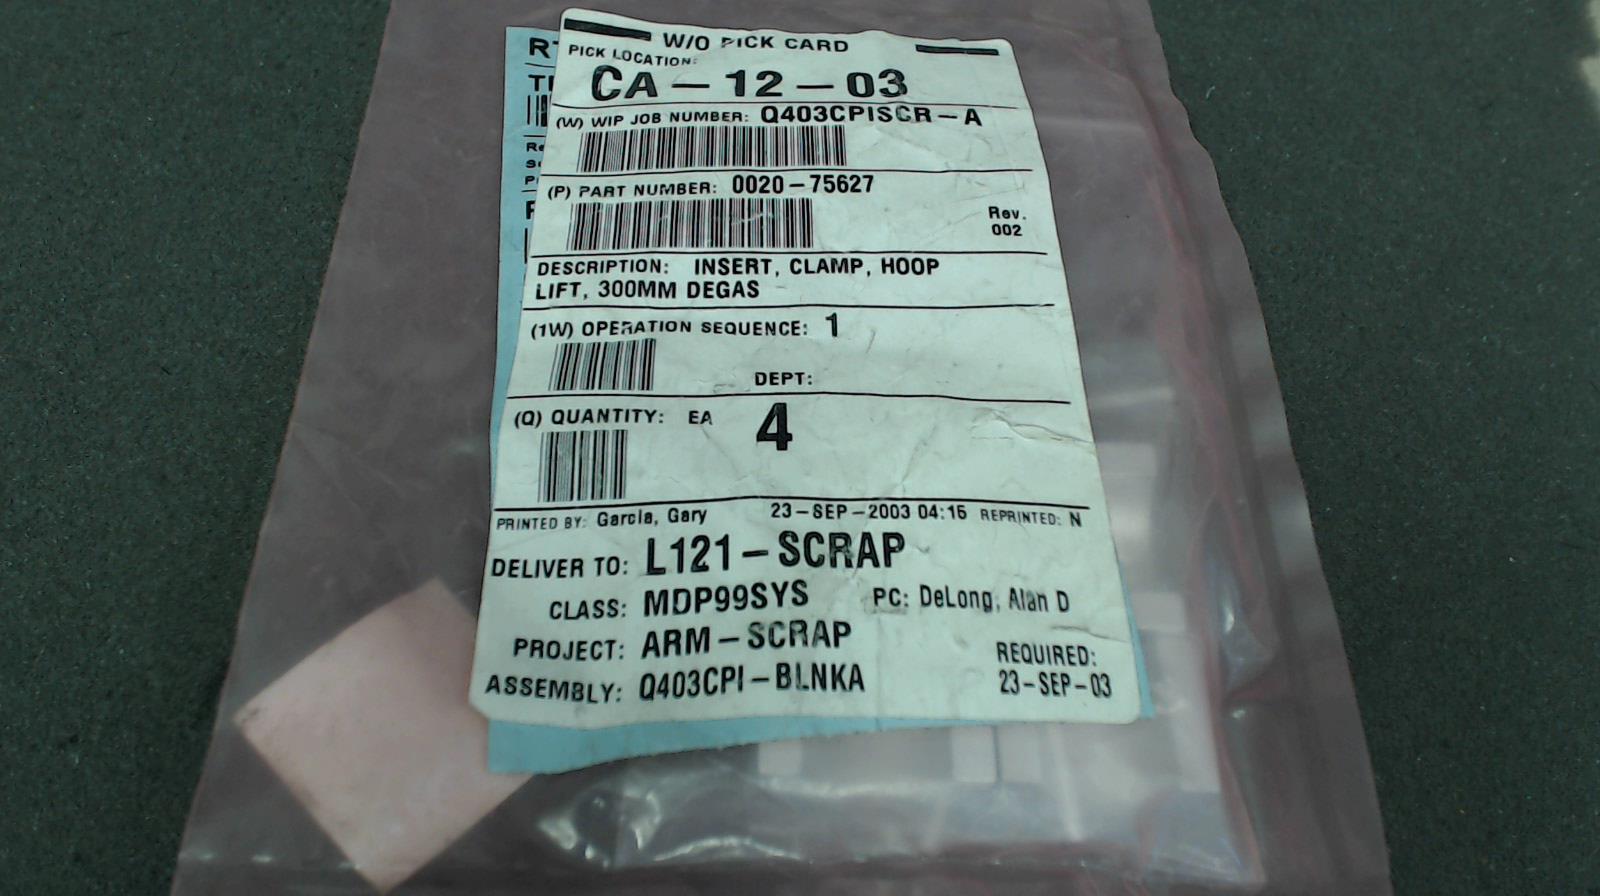 W/O PICK CARD
PICK LOCATION:
CA-12-03
(W) WIP JOB NUMBER: Q403CPISCR-A
(P) PART NUMBER: 0020-75627
Rev.
002
DESCRIPTION: INSERT, CLAMP, HOOP
LIFT, 300MM DEGAS
(1W) OPERATION SEQUENCE: 1
DEPT:
(Q) QUANTITY: EA 4
PRINTED BY: Garcia, Gary 23-SEP-2003 04:15 REPRINTED: N
DELIVER TO: L121-SCRAP
CLASS: MDP99SYS PC: DeLong, Alan D
PROJECT: ARM-SCRAP
REQUIRED:
ASSEMBLY: Q403CPI-BLNKA 23-SEP-03